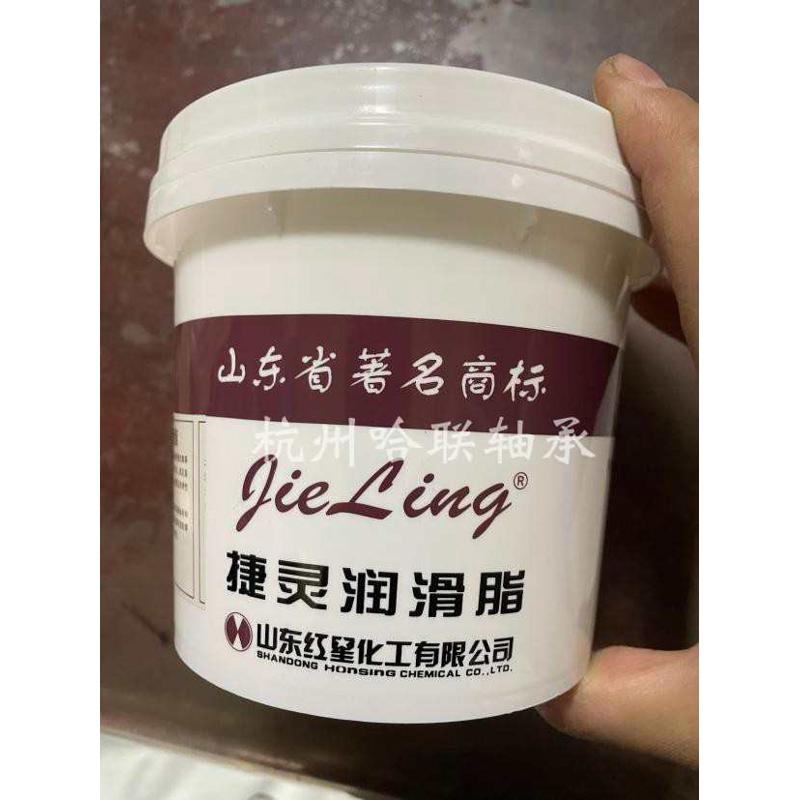 山东省著名商标
杭州哈联轴承
JieLing®
捷灵润滑脂
山东红星化工有限公司
SHANDONG HONSING CHEMICAL CO.,LTD.